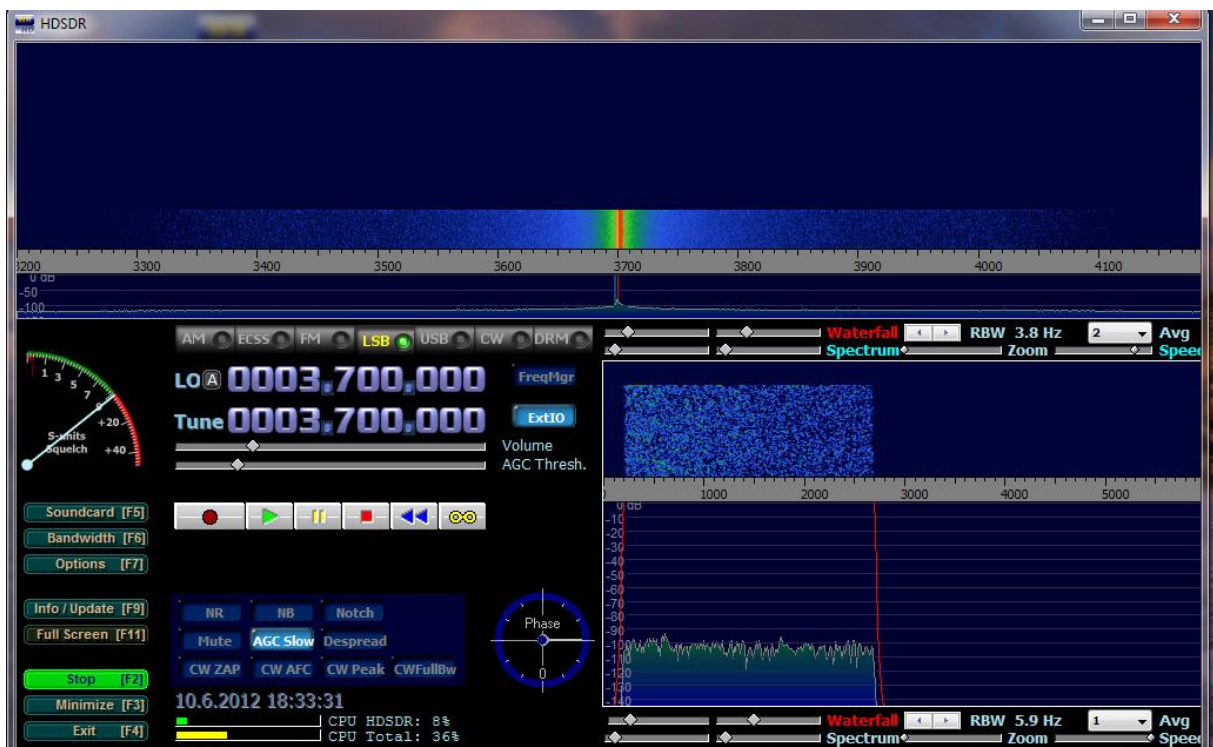 HDSDR
3200 3300 3400 3500 3600 3700 3800 3900 4000 4100
0 dB
-50
-100
AM ECSS FM LSB USB CW DRM
Waterfall RBW 3.8 Hz 2 Avg
Spectrum Zoom Speed
1 3 5 7 9 +20 +40
S-units
Squelch
LO A 0003.700.000 FreqMgr
Tune 0003.700.000 ExtIO
Volume
AGC Thresh.
Soundcard [F5]
Bandwidth [F6]
Options [F7]
Info / Update [F9]
Full Screen [F11]
Stop [F2]
Minimize [F3]
Exit [F4]
NR NB Notch
Mute AGC Slow Despread
CW ZAP CW AFC CW Peak CWFullBw
Phase
0
10.6.2012 18:33:31
CPU HDSDR: 8%
CPU Total: 36%
1000 2000 3000 4000 5000
0 dB
-10
-20
-30
-40
-50
-60
-70
-80
-90
-110
-120
-130
-140
Waterfall RBW 5.9 Hz 1 Avg
Spectrum Zoom Speed